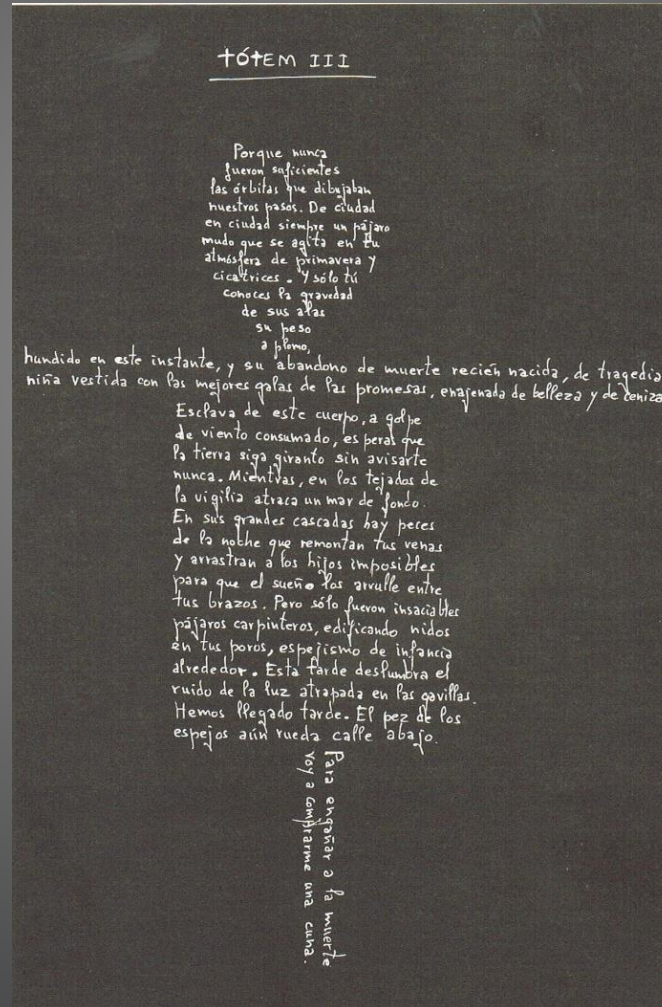 TÓTEM III
Porque nunca
fueron suficientes
las órbitas que dibujaban
nuestros pasos. De ciudad
en ciudad siempre un pájaro
mudo que se agita en tu
atmósfera de primavera y
cicatrices. Y sólo tú
conoces la gravedad
de sus alas
su peso
a plomo,
hundido en este instante, y su abandono de muerte recién nacida, de tragedia
niña vestida con las mejores galas de las promesas, enajenada de belleza y de ceniza
Esclava de este cuerpo, a golpe
de viento consumado, esperas que
la tierra siga giranto sin avisarte
nunca. Mientras, en los tejados de
la vigilia atraca un mar de fondo.
En sus grandes cascadas hay peces
de la noche que remontan tus venas
y arrastran a los hijos imposibles
para que el sueño los arrulle entre
tus brazos. Pero sólo fueron insaciables
pájaros carpinteros, edificando nidos
en tus poros, espejismo de infancia
alrededor. Esta tarde deslumbra el
ruido de la luz atrapada en las gavillas.
Hemos llegado tarde. El pez de los
espejos aún rueda calle abajo.
Para engañar a la muerte
voy a comprarme una cuna.